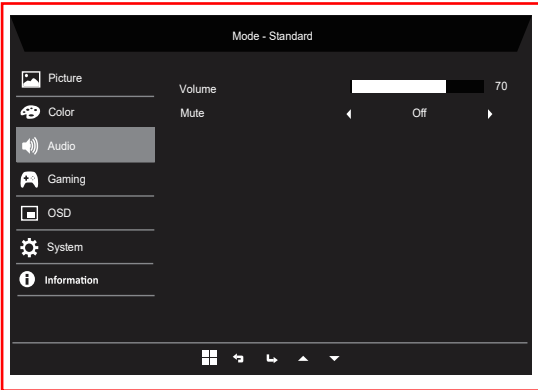 Mode - Standard
Picture
Color
Audio
Gaming
OSD
System
Information
Volume 70
Mute Off